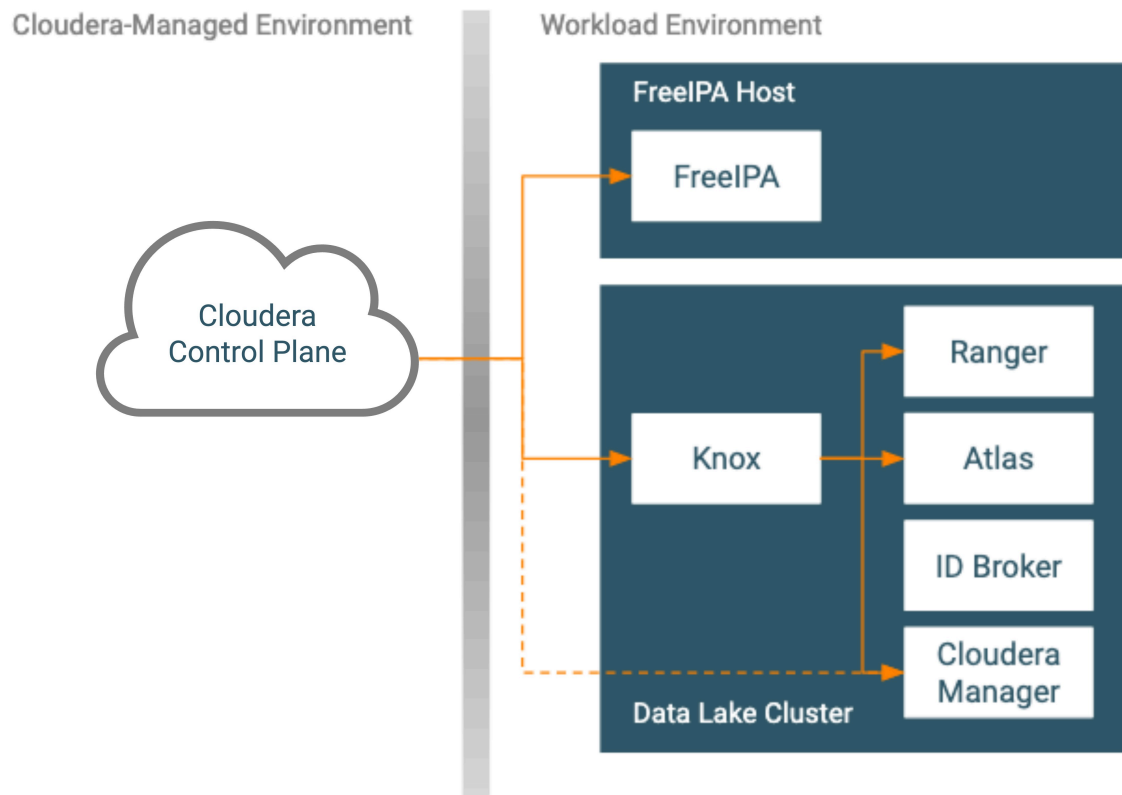 Cloudera-Managed Environment
Workload Environment
FreeIPA Host
FreeIPA
Cloudera
Control Plane
Ranger
Knox
Atlas
ID Broker
Cloudera
Manager
Data Lake Cluster